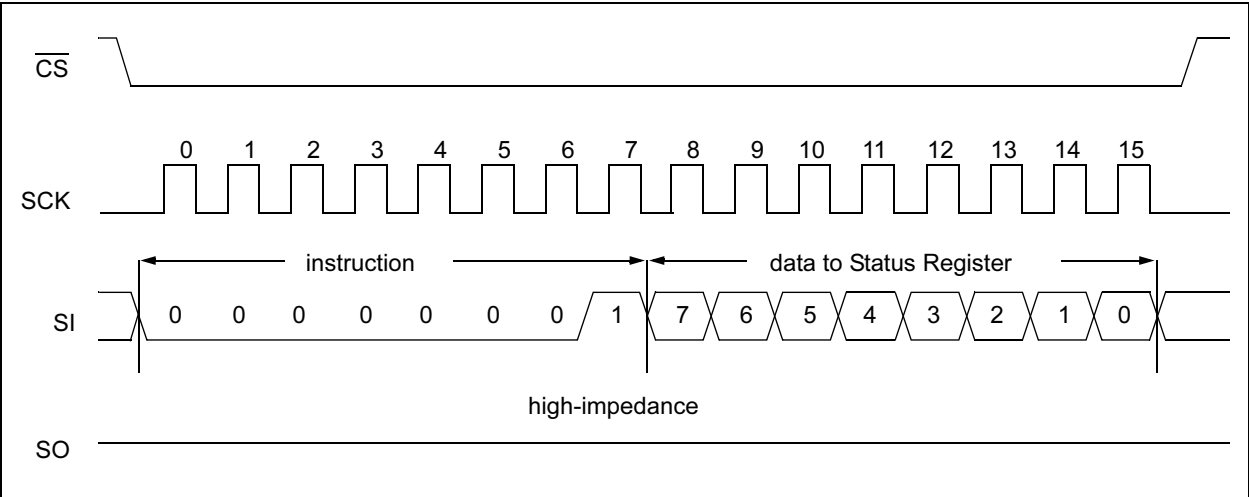 CS
0 1 2 3 4 5 6 7 8 9 10 11 12 13 14 15
SCK
instruction data to Status Register
SI 0 0 0 0 0 0 0 1 7 6 5 4 3 2 1 0
high-impedance
SO